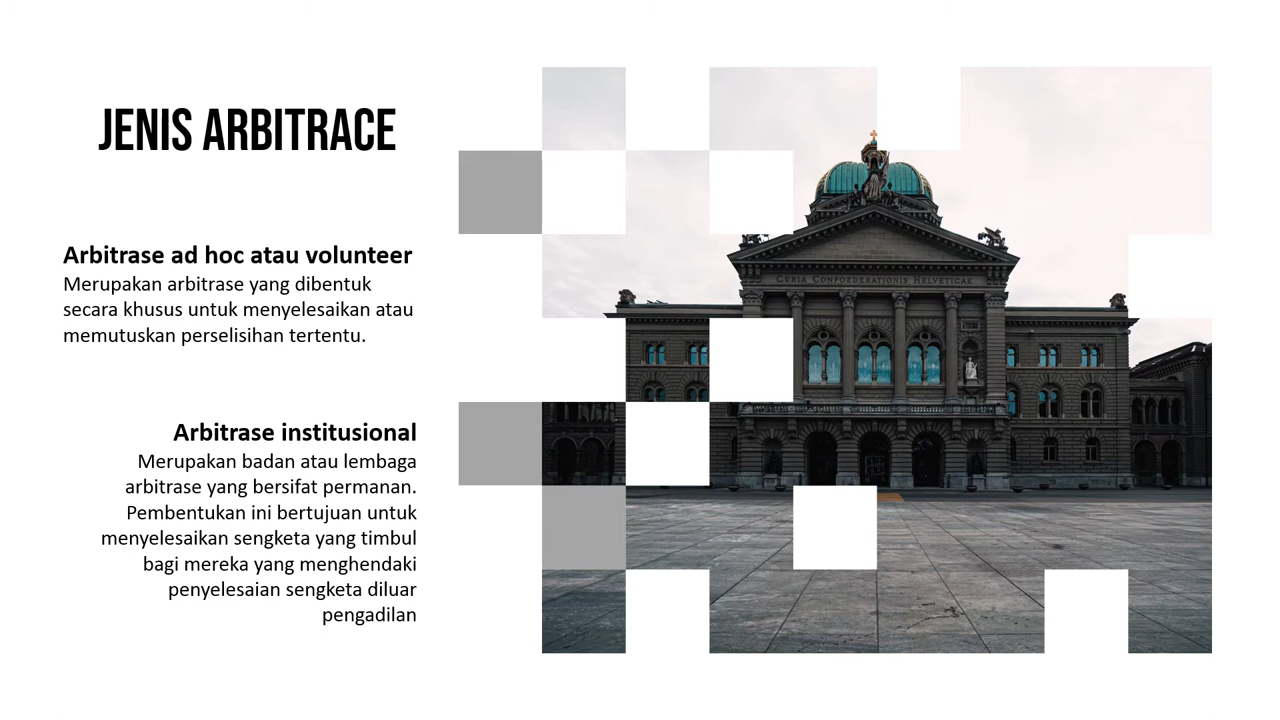 JENIS ARBITRACE
Arbitrase ad hoc atau volunteer
Merupakan arbitrase yang dibentuk
secara khusus untuk menyelesaikan atau
memutuskan perselisihan tertentu.
Arbitrase institusional
Merupakan badan atau lembaga
arbitrase yang bersifat permanan.
Pembentukan ini bertujuan untuk
menyelesaikan sengketa yang timbul
bagi mereka yang menghendaki
penyelesaian sengketa diluar
pengadilan
CURIA CONFOEDERATIONIS HELVETICAE